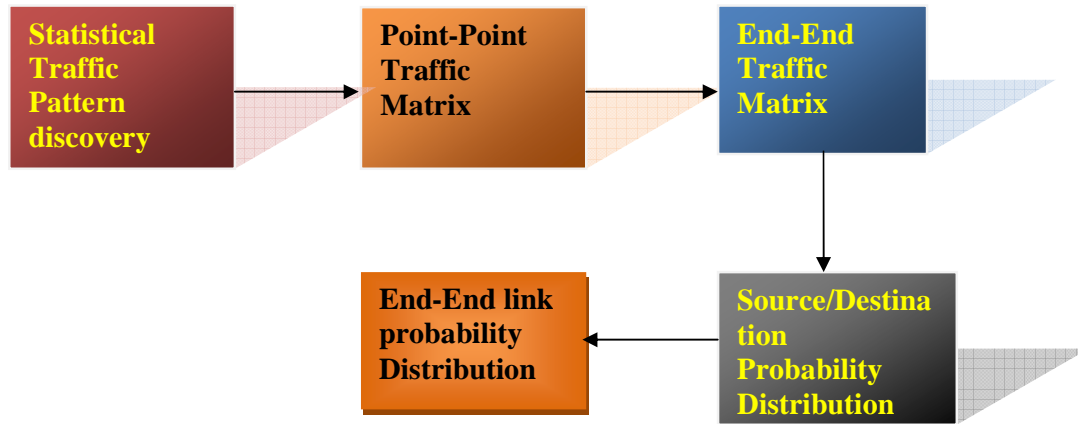 Statistical
Traffic
Pattern
discovery
Point-Point
Traffic
Matrix
End-End
Traffic
Matrix
End-End link
probability
Distribution
Source/Destina
tion
Probability
Distribution